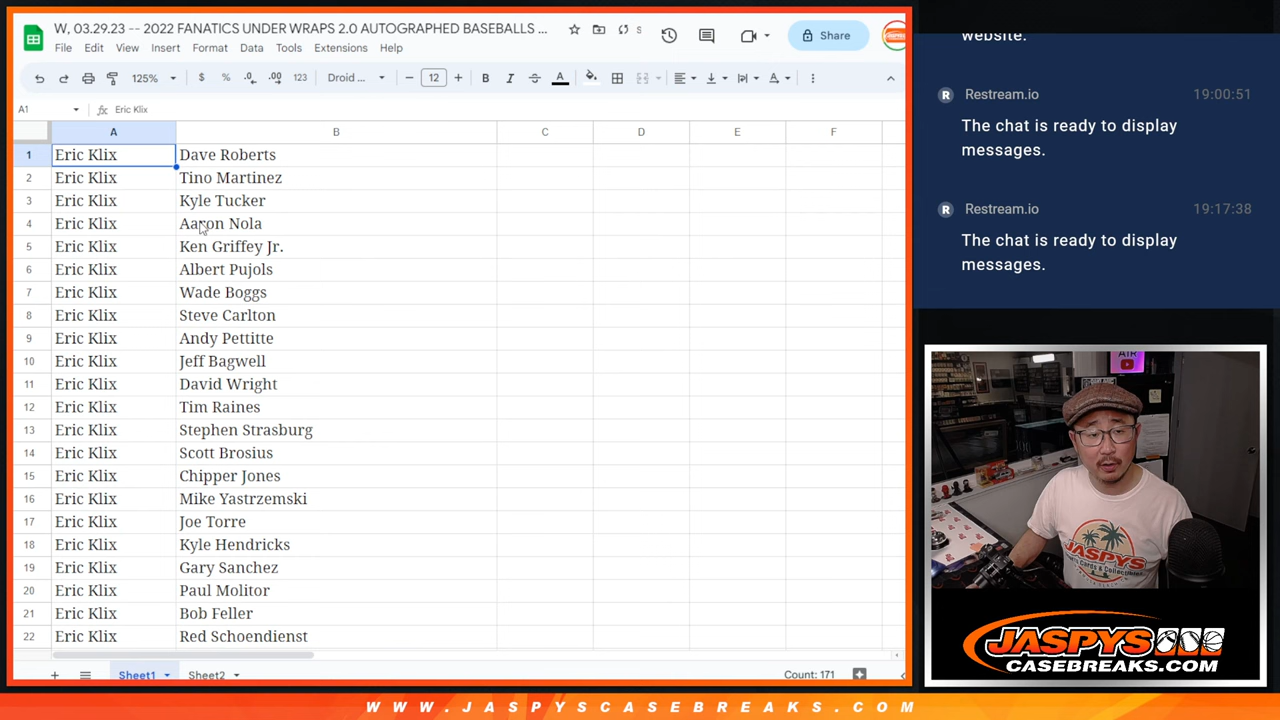 W, 03.29.23 -- 2022 FANATICS UNDER WRAPS 2.0 AUTOGRAPHED BASEBALLS ...
S
File Edit View Insert Format Data Tools Extensions Help
Share
125% $ % .0 .00 123 Droid ... 12 B I A
A1 fx Eric Klix
A B C D E F
1 Eric Klix Dave Roberts
2 Eric Klix Tino Martinez
3 Eric Klix Kyle Tucker
4 Eric Klix Aaron Nola
5 Eric Klix Ken Griffey Jr.
6 Eric Klix Albert Pujols
7 Eric Klix Wade Boggs
8 Eric Klix Steve Carlton
9 Eric Klix Andy Pettitte
10 Eric Klix Jeff Bagwell
11 Eric Klix David Wright
12 Eric Klix Tim Raines
13 Eric Klix Stephen Strasburg
14 Eric Klix Scott Brosius
15 Eric Klix Chipper Jones
16 Eric Klix Mike Yastrzemski
17 Eric Klix Joe Torre
18 Eric Klix Kyle Hendricks
19 Eric Klix Gary Sanchez
20 Eric Klix Paul Molitor
21 Eric Klix Bob Feller
22 Eric Klix Red Schoendienst
Sheet1 Sheet2 Count: 171
website.
R Restream.io 19:00:51
The chat is ready to display
messages.
R Restream.io 19:17:38
The chat is ready to display
messages.
AIR
JASPYS
JASPYS
CASEBREAKS.COM
WWW.JASPYSCASEBREAKS.COM